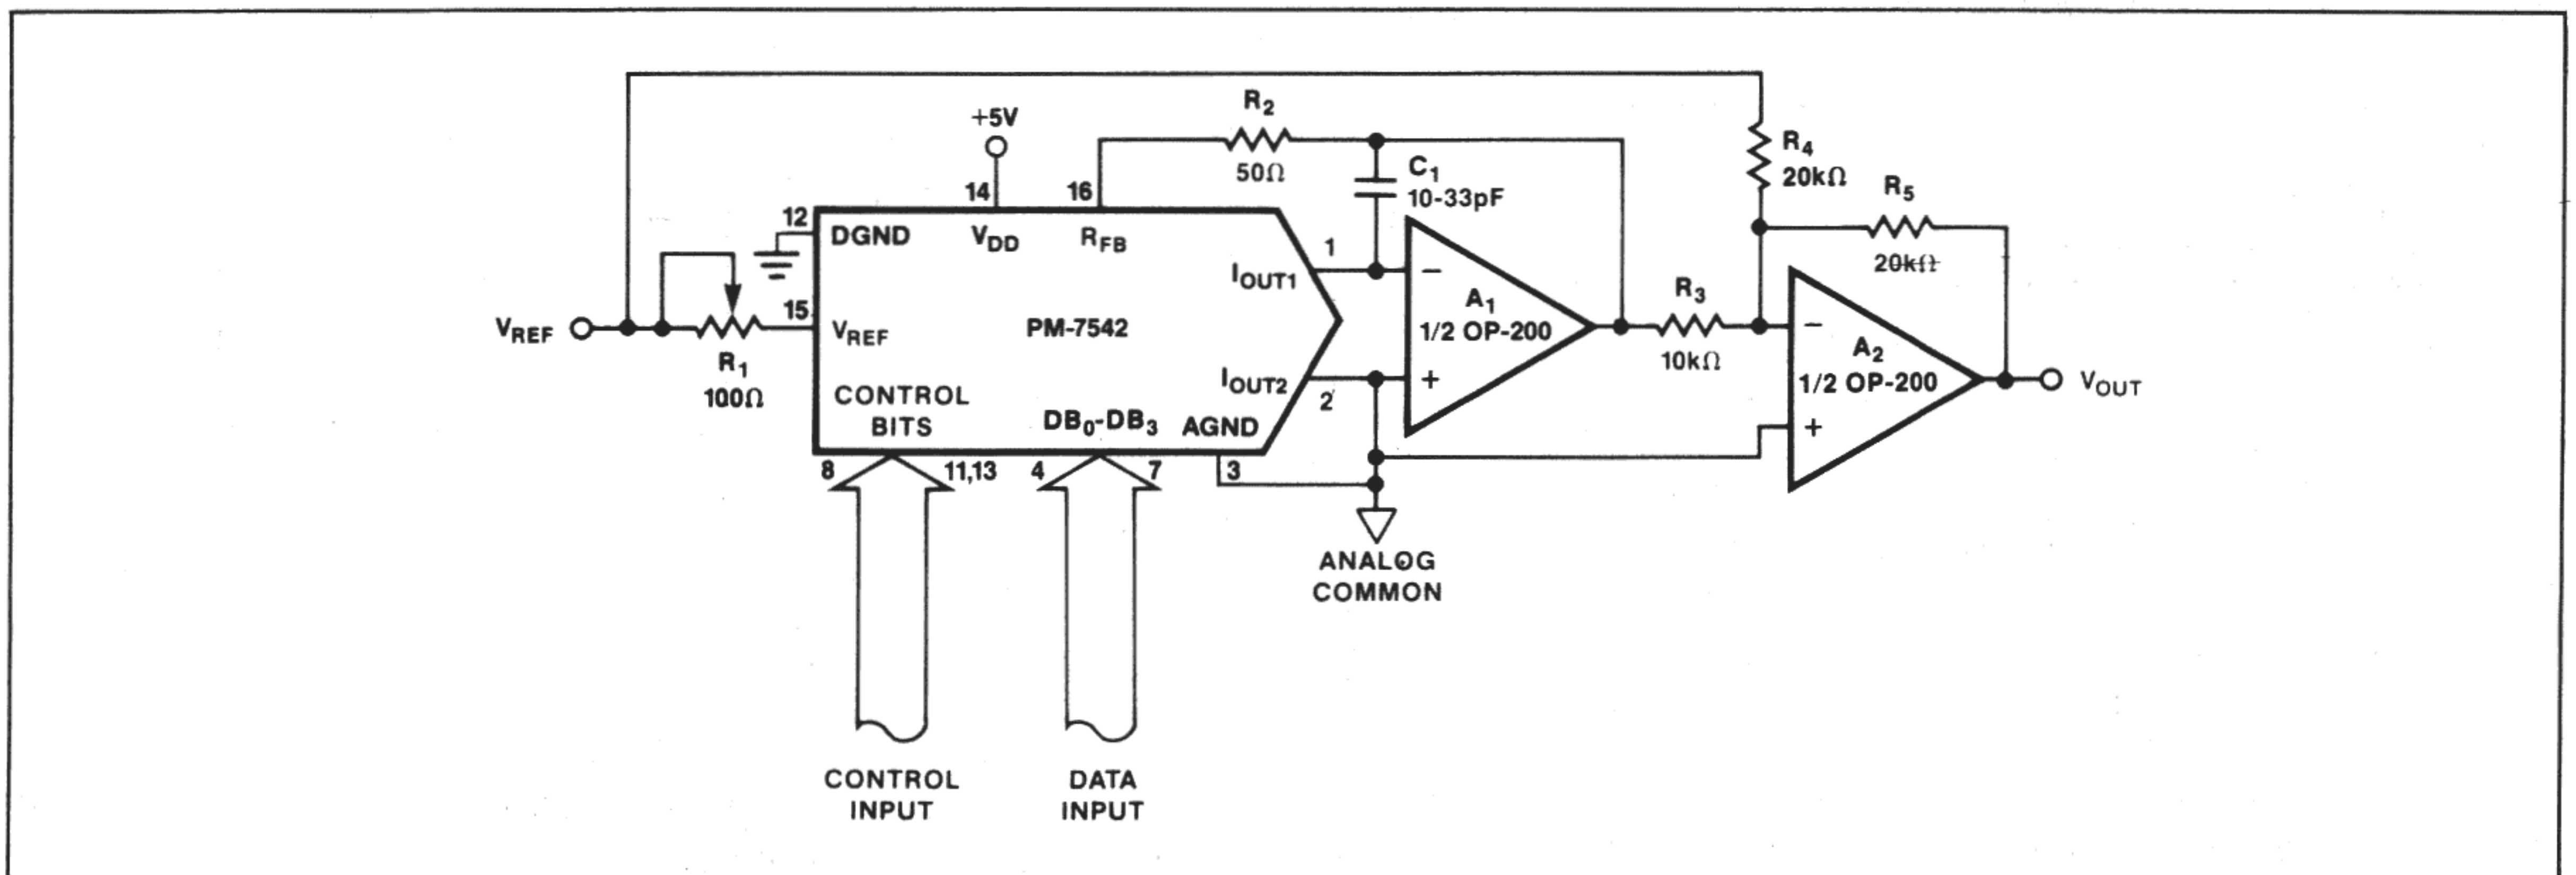 +5V
R2
50Ω
C1
10-33pF
R4
20kΩ
R5
20kΩ
14
16
12
DGND
VDD
RFB
1
IOUT1
15
VREF
VREF
PM-7542
R1
100Ω
A1
1/2 OP-200
R3
10kΩ
A2
1/2 OP-200
VOUT
−
+
−
+
IOUT2
2
CONTROL
BITS
DB0-DB3
AGND
8
11,13
4
7
3
ANALOG
COMMON
CONTROL
INPUT
DATA
INPUT